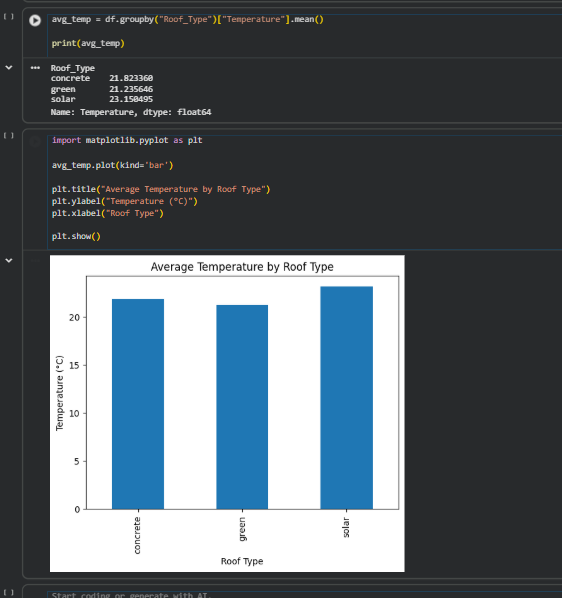 [ ]
avg_temp = df.groupby("Roof_Type")["Temperature"].mean()
print(avg_temp)
Roof_Type
concrete    21.823360
green       21.235646
solar       23.150495
Name: Temperature, dtype: float64
[ ]
import matplotlib.pyplot as plt
avg_temp.plot(kind='bar')
plt.title("Average Temperature by Roof Type")
plt.ylabel("Temperature (°C)")
plt.xlabel("Roof Type")
plt.show()
Average Temperature by Roof Type
Temperature (°C)
20
15
10
5
0
concrete
green
solar
Roof Type
[ ]
Start coding or generate with AI.